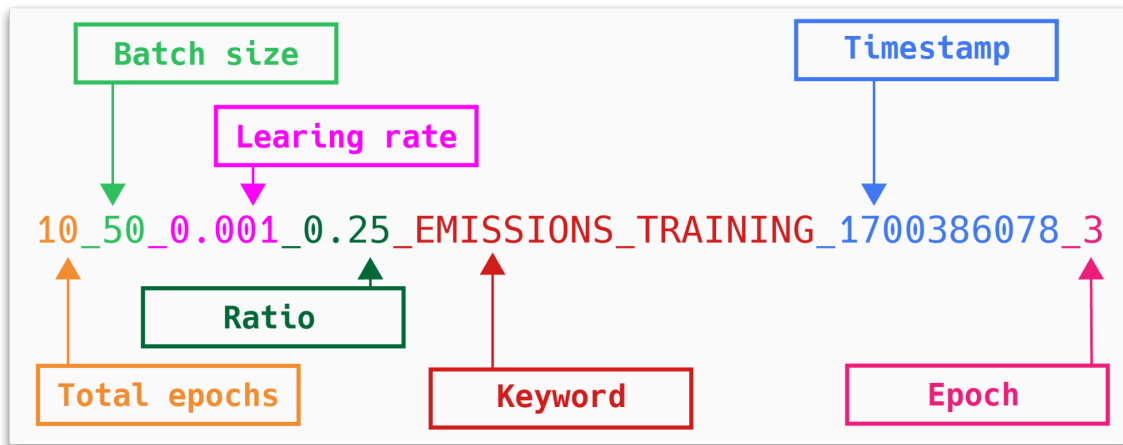 Batch size
Timestamp
Learing rate
10_50_0.001_0.25_EMISSIONS_TRAINING_1700386078_3
Ratio
Total epochs
Keyword
Epoch